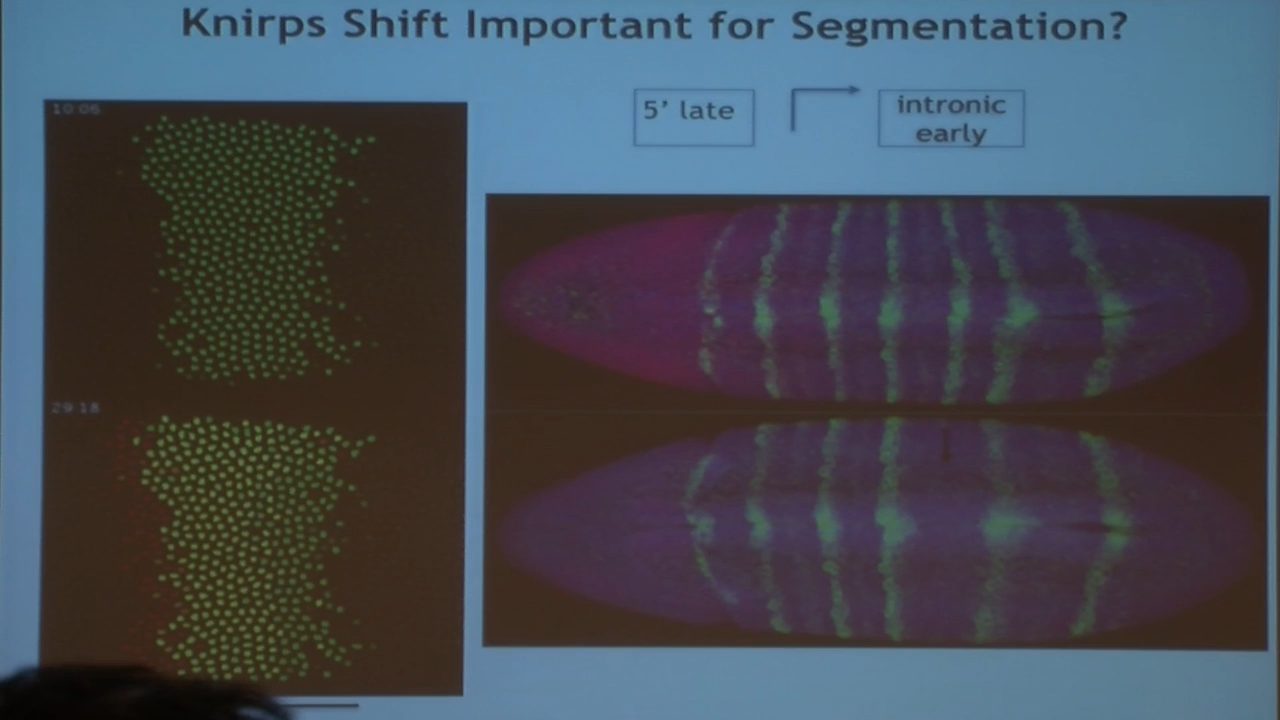 Knirps Shift Important for Segmentation?
10:06
5' late
intronic
early
29:18